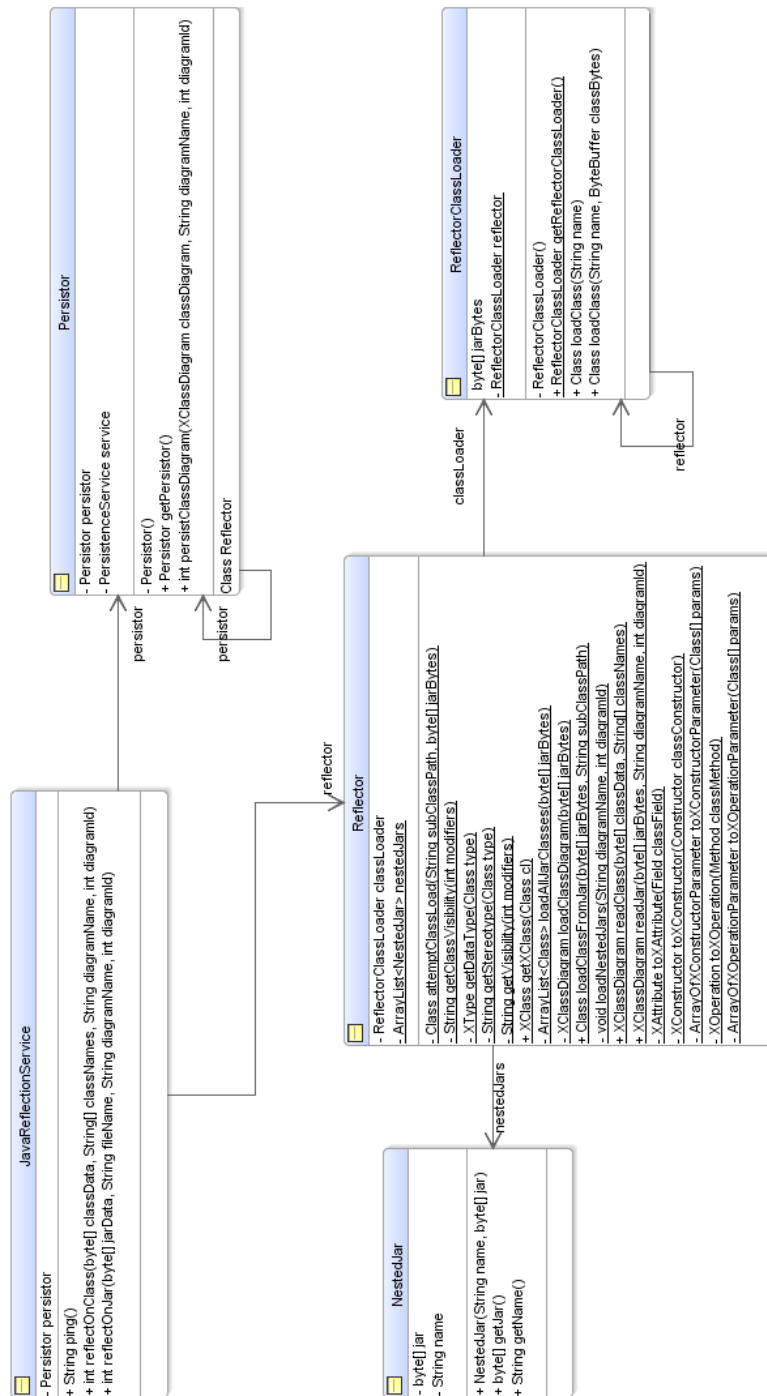 JavaReflectionService
- Persistor persistor
+ String ping()
+ int reflectOnClass(byte[] classData, String[] classNames, String diagramName, int diagramId)
+ int reflectOnJar(byte[] jarData, String fileName, String diagramName, int diagramId)
persistor
Persistor
- Persistor persistor
- PersistenceService service
- Persistor()
+ Persistor getPersistor()
+ int persistClassDiagram(XClassDiagram classDiagram, String diagramName, int diagramId)
Class Reflector
persistor
reflector
NestedJar
- byte[] jar
- String name
+ NestedJar(String name, byte[] jar)
+ byte[] getJar()
+ String getName()
nestedJars
Reflector
- ReflectorClassLoader classLoader
- ArrayList<NestedJar> nestedJars
- Class attemptClassLoad(String subClassPath, byte[] jarBytes)
- String getClassVisibility(int modifiers)
- XType getDataType(Class type)
- String getStereotype(Class type)
- String getVisibility(int modifiers)
+ XClass getXClass(Class cl)
- ArrayList<Class> loadAllJarClasses(byte[] jarBytes)
- XClassDiagram loadClassDiagram(byte[] jarBytes)
+ Class loadClassFromJar(byte[] jarBytes, String subClassPath)
- void loadNestedJars(String diagramName, int diagramId)
+ XClassDiagram readClass(byte[] classData, String[] classNames)
+ XClassDiagram readJar(byte[] jarBytes, String diagramName, int diagramId)
- XAttribute toXAttribute(Field classField)
- XConstructor toXConstructor(Constructor classConstructor)
- ArrayOfXConstructorParameter toXConstructorParameter(Class[] params)
- XOperation toXOperation(Method classMethod)
- ArrayOfXOperationParameter toXOperationParameter(Class[] params)
classLoader
ReflectorClassLoader
byte[] jarBytes
- ReflectorClassLoader reflector
- ReflectorClassLoader()
+ ReflectorClassLoader getReflectorClassLoader()
+ Class loadClass(String name)
+ Class loadClass(String name, ByteBuffer classBytes)
reflector